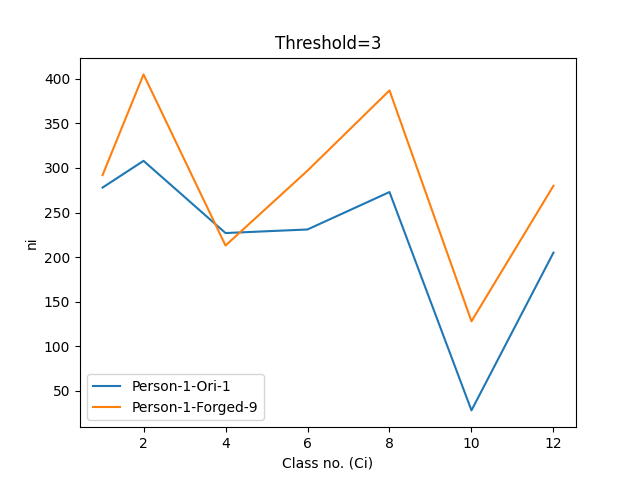 Threshold=3
ni
400
350
300
250
200
150
100
50
Person-1-Ori-1
Person-1-Forged-9
2 4 6 8 10 12
Class no. (Ci)